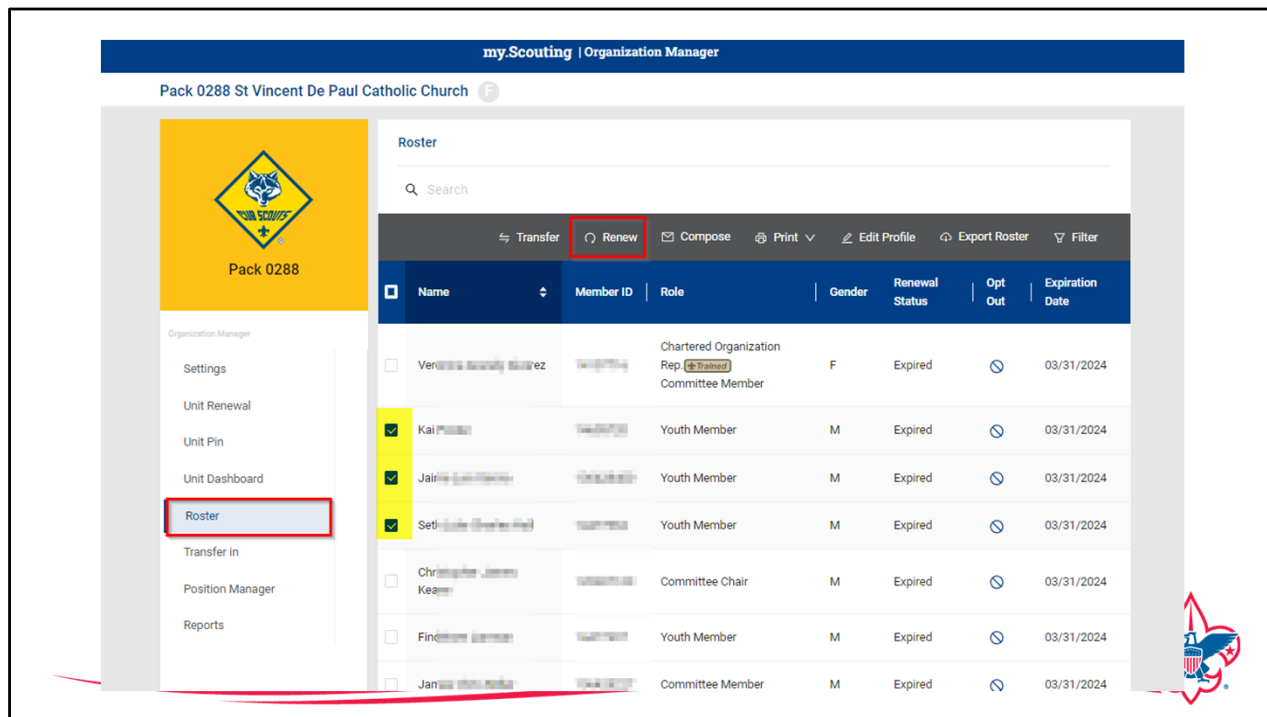 my.Scouting | Organization Manager
Pack 0288 St Vincent De Paul Catholic Church F
CUB SCOUTS
Pack 0288
Organization Manager
Settings
Unit Renewal
Unit Pin
Unit Dashboard
Roster
Transfer in
Position Manager
Reports
Roster
Search
Transfer Renew Compose Print Edit Profile Export Roster Filter
Name Member ID Role Gender Renewal Status Opt Out Expiration Date
Chartered Organization
Rep. Trained
Committee Member F Expired 03/31/2024
Kai Youth Member M Expired 03/31/2024
Youth Member M Expired 03/31/2024
Youth Member M Expired 03/31/2024
Committee Chair M Expired 03/31/2024
Youth Member M Expired 03/31/2024
Committee Member M Expired 03/31/2024